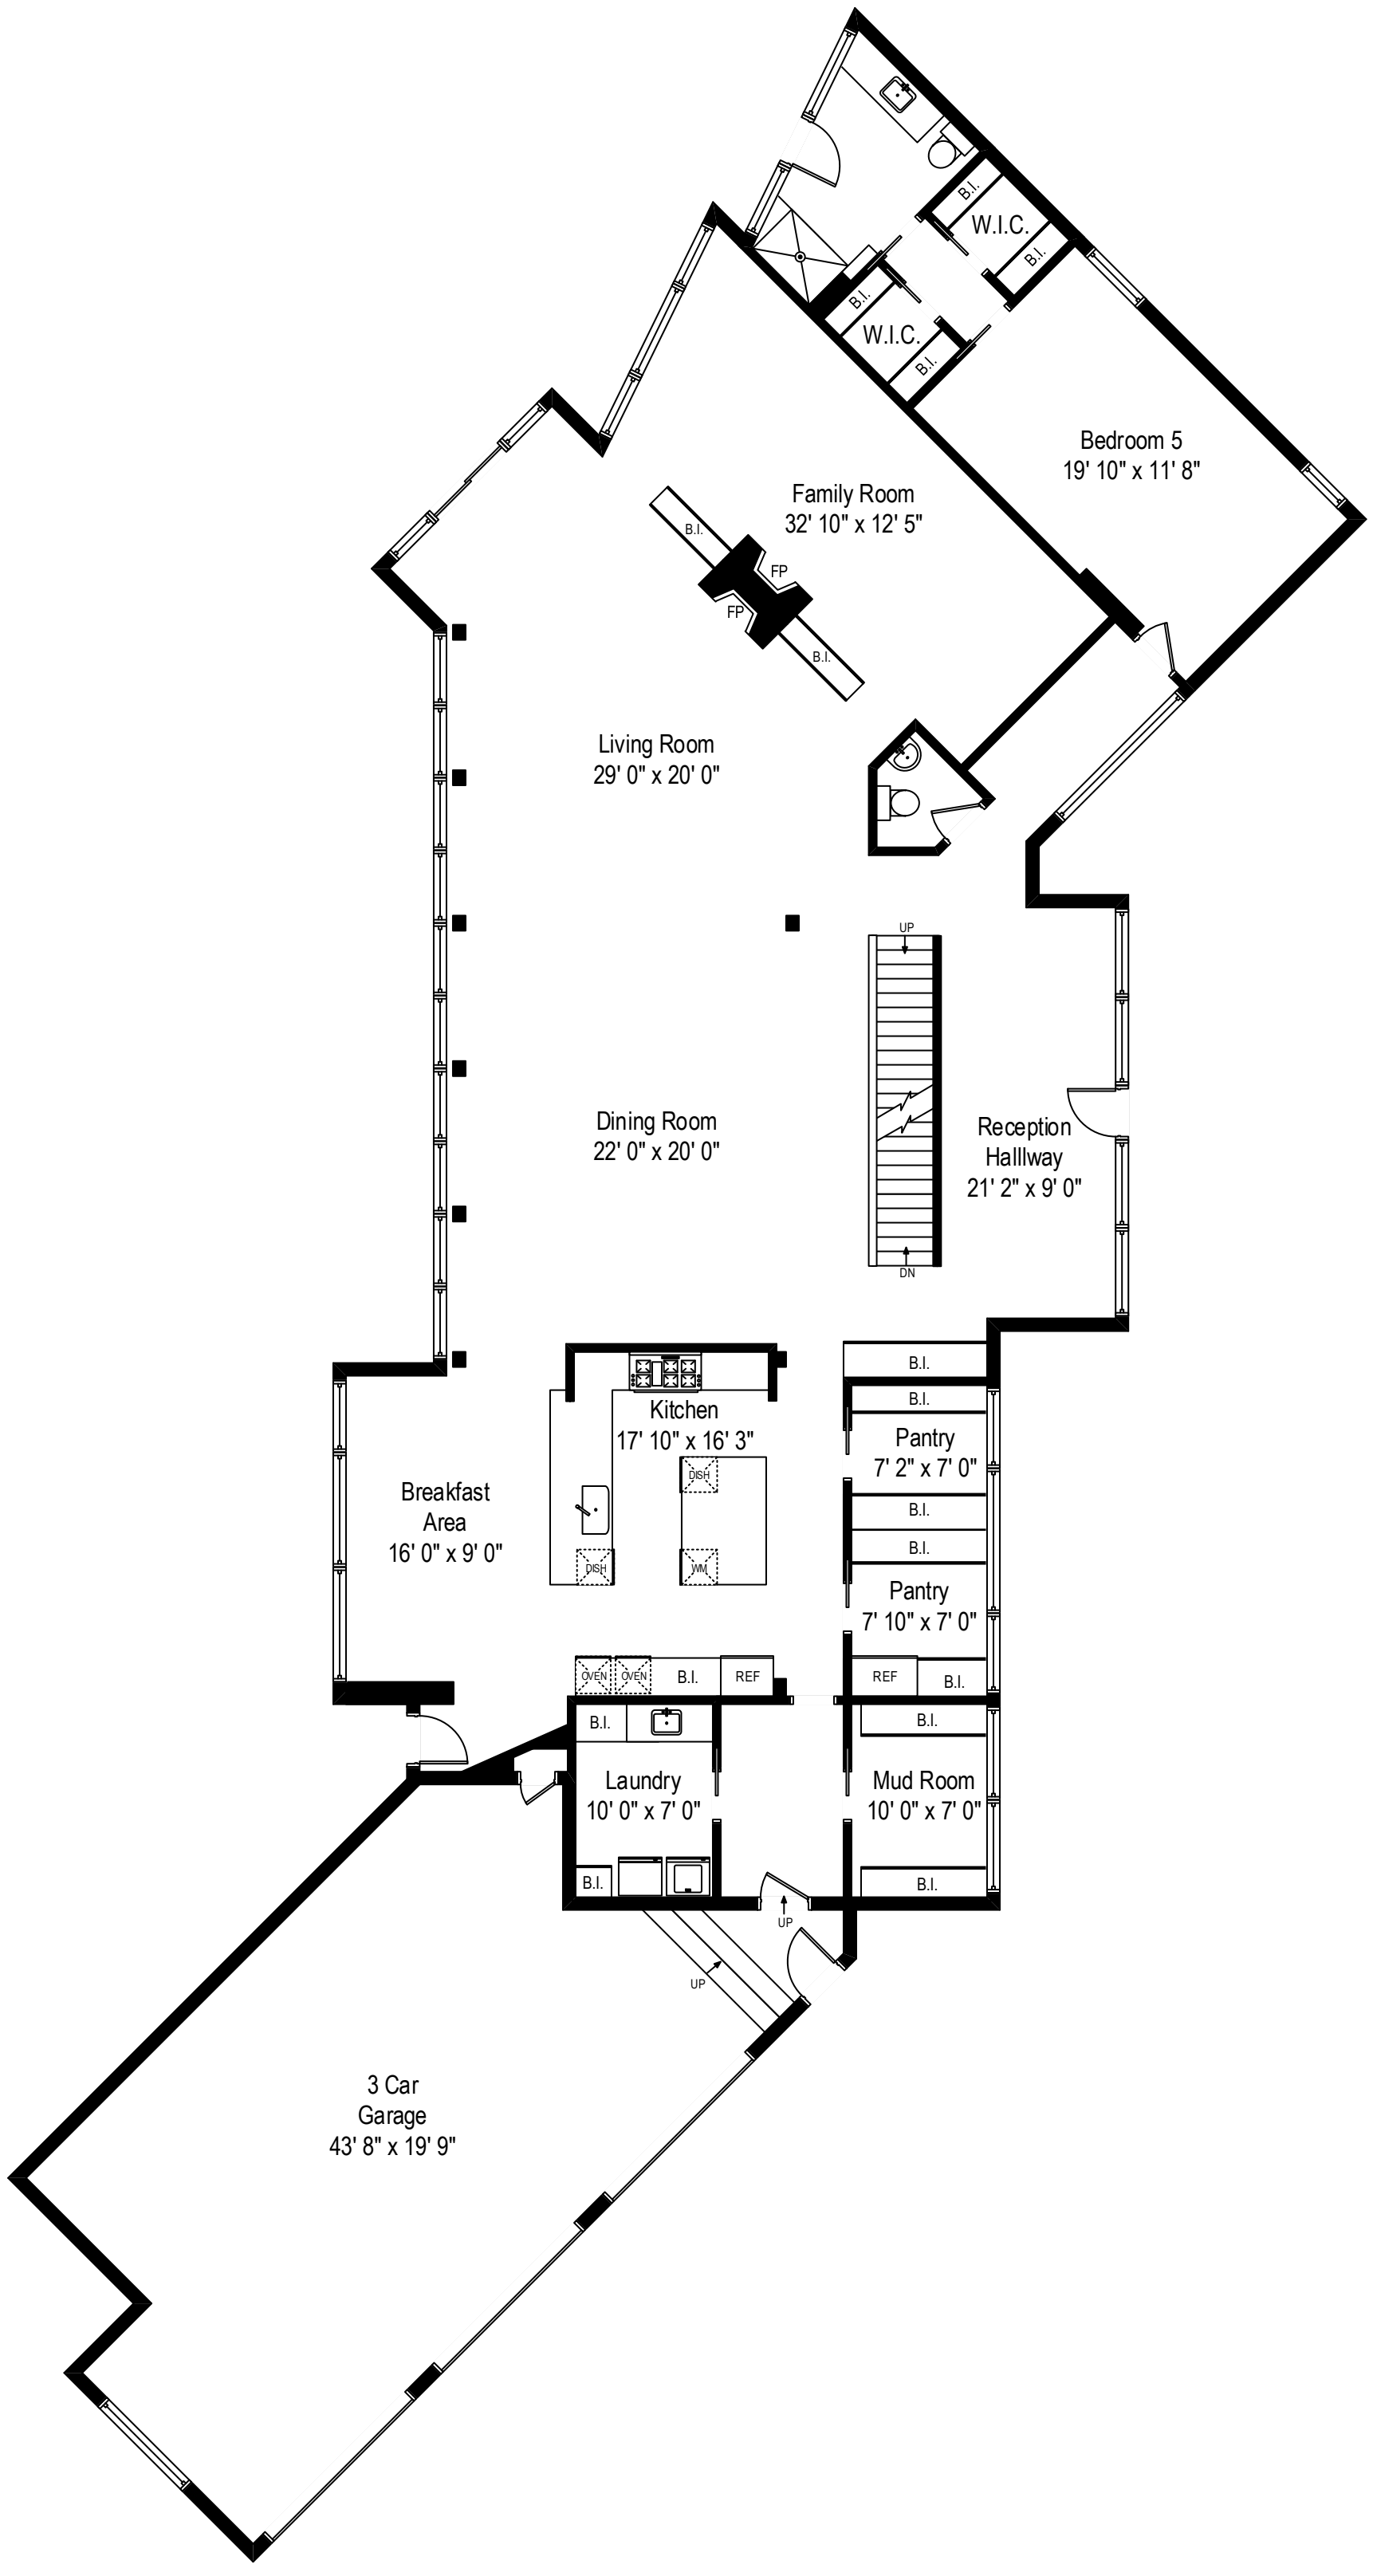 B.I.
W.I.C.
B.I.
B.I.
W.I.C.
B.I.
Bedroom 5
19' 10" x 11' 8"
Family Room
32' 10" x 12' 5"
B.I.
FP
FP
B.I.
Living Room
29' 0" x 20' 0"
UP
Dining Room
22' 0" x 20' 0"
Reception
Halllway
21' 2" x 9' 0"
DN
B.I.
B.I.
Kitchen
17' 10" x 16' 3"
Pantry
7' 2" x 7' 0"
DISH
Breakfast
Area
16' 0" x 9' 0"
B.I.
B.I.
DISH
WM
Pantry
7' 10" x 7' 0"
OVEN
OVEN
B.I.
REF
REF
B.I.
B.I.
B.I.
Laundry
10' 0" x 7' 0"
Mud Room
10' 0" x 7' 0"
B.I.
B.I.
UP
UP
3 Car
Garage
43' 8" x 19' 9"